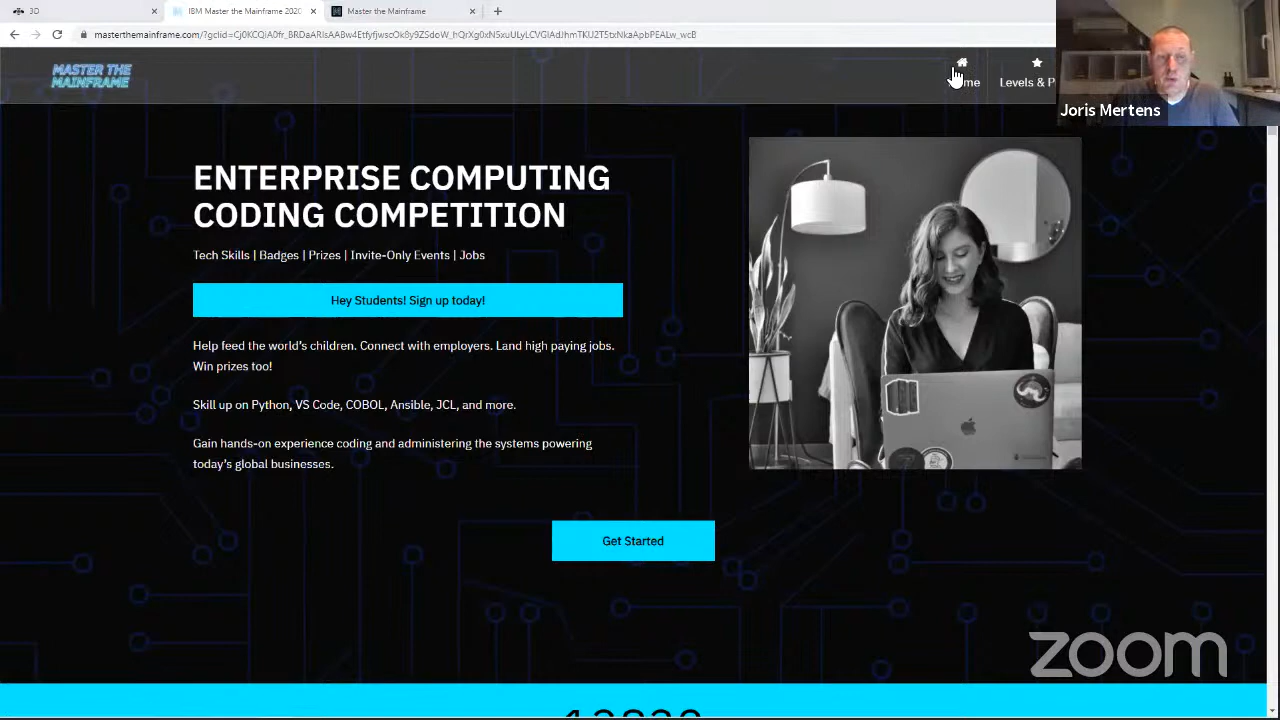 3D
IBM Master the Mainframe 2020
Master the Mainframe
MASTER THE
MAINFRAME
Levels & P
Joris Mertens
ENTERPRISE COMPUTING
CODING COMPETITION
Tech Skills | Badges | Prizes | Invite-Only Events | Jobs
Hey Students! Sign up today!
Help feed the world's children. Connect with employers. Land high paying jobs.
Win prizes too!
Skill up on Python, VS Code, COBOL, Ansible, JCL, and more.
Gain hands-on experience coding and administering the systems powering
today's global businesses.
Get Started
zoom